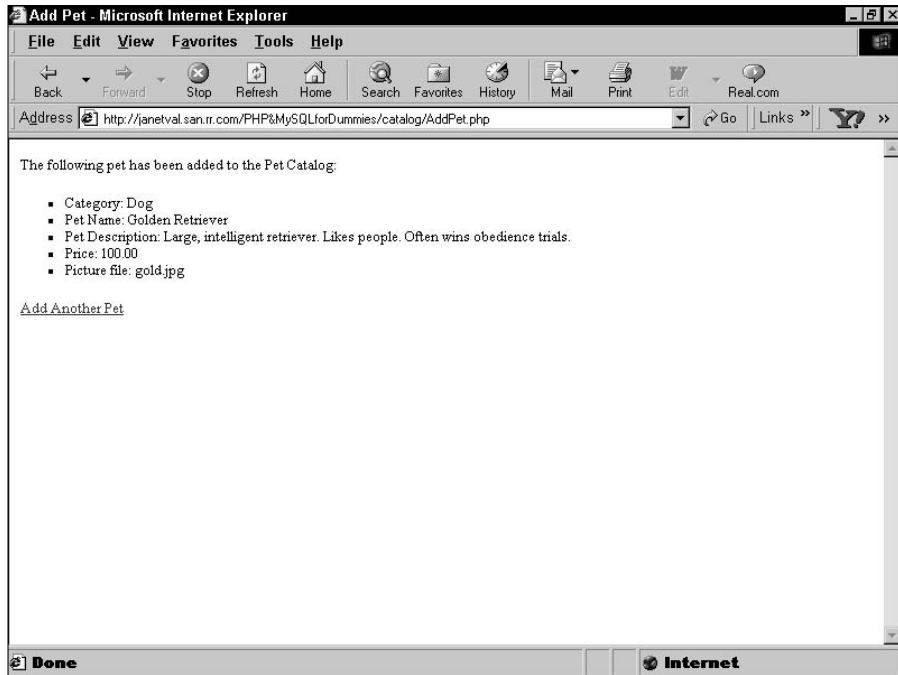 Add Pet - Microsoft Internet Explorer
File Edit View Favorites Tools Help
Back Forward Stop Refresh Home Search Favorites History Mail Print Edit Real.com
Address http://janetval.san.rr.com/PHP&MySQLforDummies/catalog/AddPet.php Go Links » Y? »
The following pet has been added to the Pet Catalog:
▪ Category: Dog
▪ Pet Name: Golden Retriever
▪ Pet Description: Large, intelligent retriever. Likes people. Often wins obedience trials.
▪ Price: 100.00
▪ Picture file: gold.jpg
Add Another Pet
Done Internet